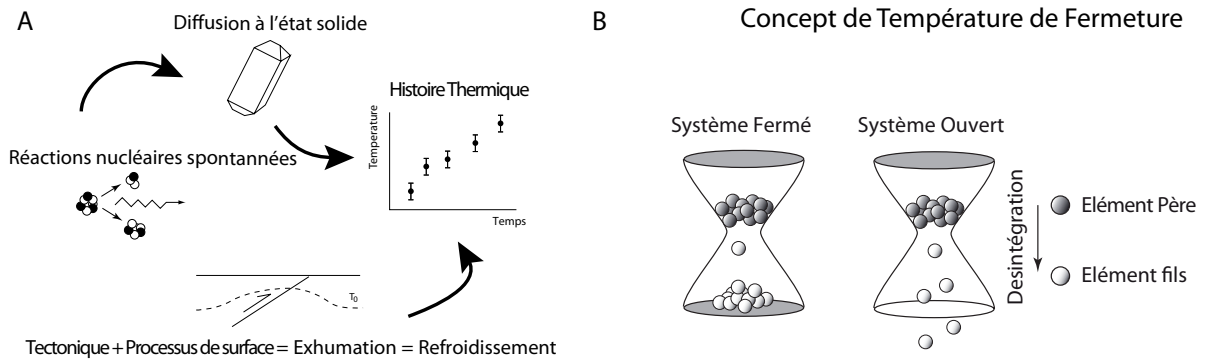 A
Diffusion à l'état solide
Histoire Thermique
Temperature
Temps
Réactions nucléaires spontannées
T0
Tectonique + Processus de surface = Exhumation = Refroidissement
B
Concept de Température de Fermeture
Système Fermé
Système Ouvert
Desintégration
Elément Père
Elément fils